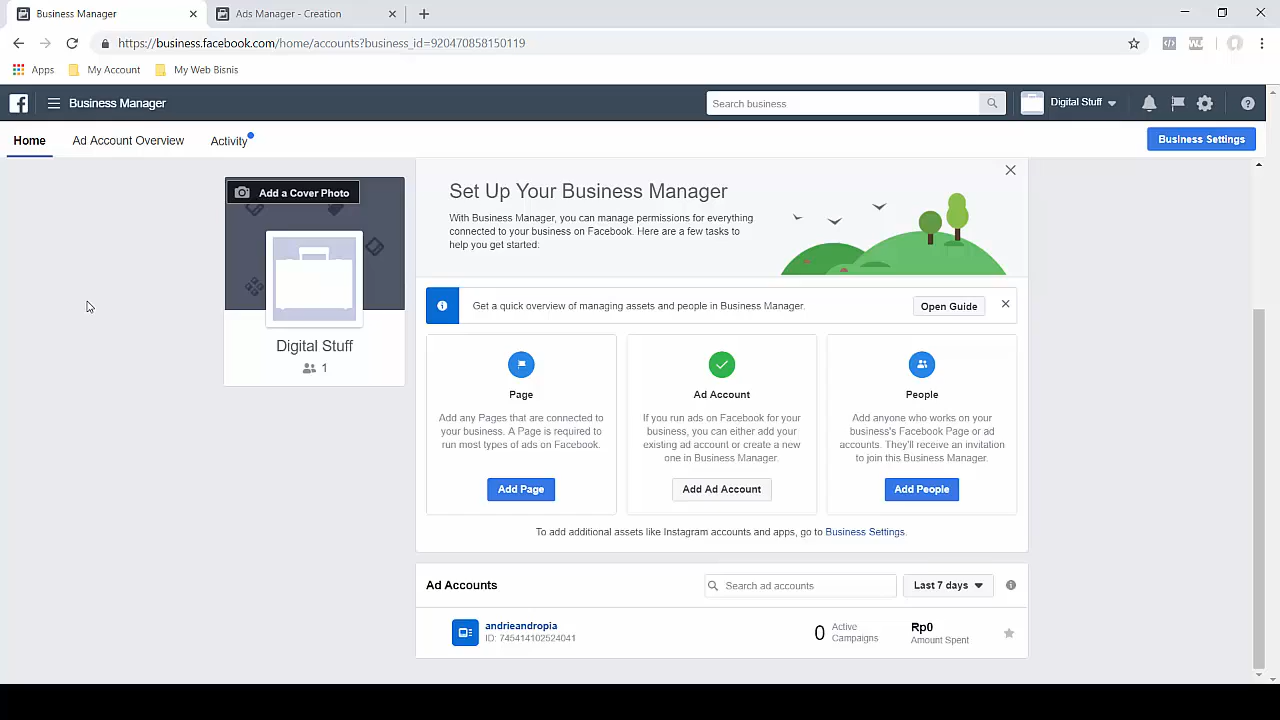 Business Manager
Ads Manager - Creation
https://business.facebook.com/home/accounts?business_id=920470858150119
Apps
My Account
My Web Bisnis
Business Manager
Search business
Digital Stuff
Home
Ad Account Overview
Activity
Business Settings
Add a Cover Photo
Digital Stuff
1
Set Up Your Business Manager
With Business Manager, you can manage permissions for everything
connected to your business on Facebook. Here are a few tasks to
help you get started:
Get a quick overview of managing assets and people in Business Manager.
Open Guide
Page
Add any Pages that are connected to
your business. A Page is required to
run most types of ads on Facebook.
Add Page
Ad Account
If you run ads on Facebook for your
business, you can either add your
existing ad account or create a new
one in Business Manager.
Add Ad Account
People
Add anyone who works on your
business's Facebook Page or ad
accounts. They'll receive an invitation
to join this Business Manager.
Add People
To add additional assets like Instagram accounts and apps, go to Business Settings.
Ad Accounts
Search ad accounts
Last 7 days
andrieandropia
ID: 745414102524041
0
Active
Campaigns
Rp0
Amount Spent